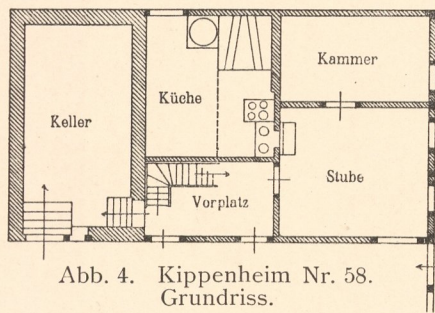 Kammer
Küche
Keller
Stube
Vorplatz
Abb. 4. Kippenheim Nr. 58.
Grundriss.